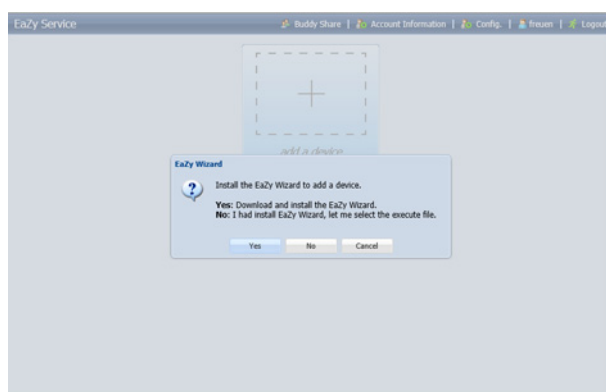 EaZy Service
Buddy Share | Account Information | Config. | freuen | Logout
add a device
EaZy Wizard
Install the EaZy Wizard to add a device.
Yes: Download and install the EaZy Wizard.
No: I had install EaZy Wizard, let me select the execute file.
Yes No Cancel